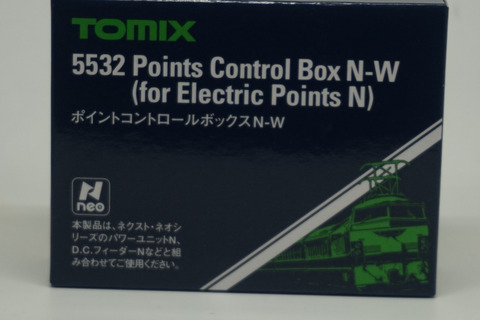 TOMIX
5532 Points Control Box N-W
(for Electric Points N)
ポイントコントロールボックスN-W
N
neo
本製品は、ネクスト・ネオシ
リーズのパワーユニットN、
D.C.フィーダーNなどと組
み合わせてご使用ください。